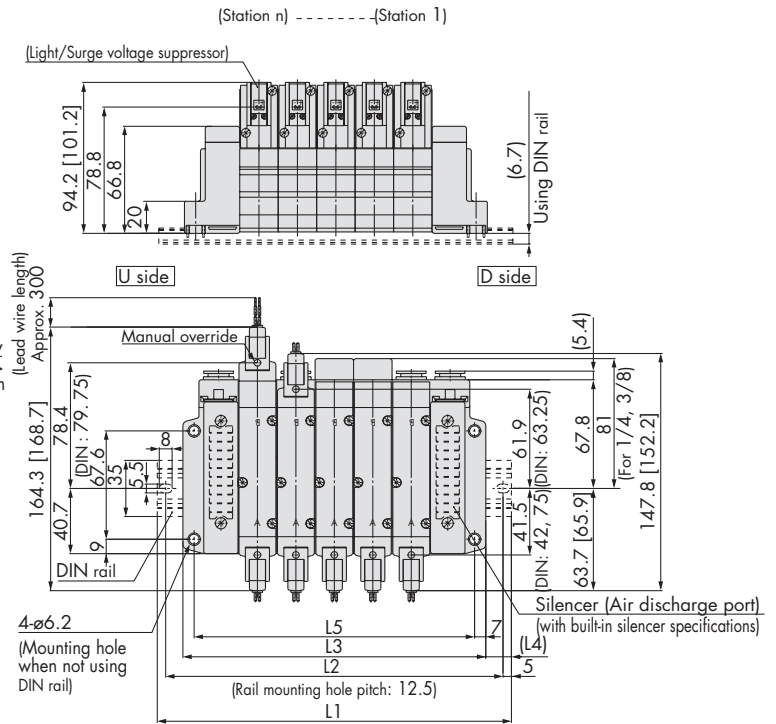 (Station n) ---------(Station 1)
(Light/Surge voltage suppressor)
94.2 [101.2]
78.8
66.8
20
(6.7)
Using DIN rail
U side
D side
(Lead wire length)
Approx. 300
Manual override
164.3 [168.7]
78.4
(DIN : 79. 75)
67.6
8
35
5.5
40.7
9
(5.4)
61.9
(DIN: 63.25)
67.8
81
(For 1/4, 3/8)
147.8 [152.2]
41.5
(DIN: 42, 75)
63.7 [65.9]
A A A A A
DIN rail
4-ø6.2
(Mounting hole
when not using
DIN rail)
Silencer (Air discharge port)
(with built-in silencer specifications)
L5
7
L3
(L4)
L2
5
(Rail mounting hole pitch: 12.5)
L1